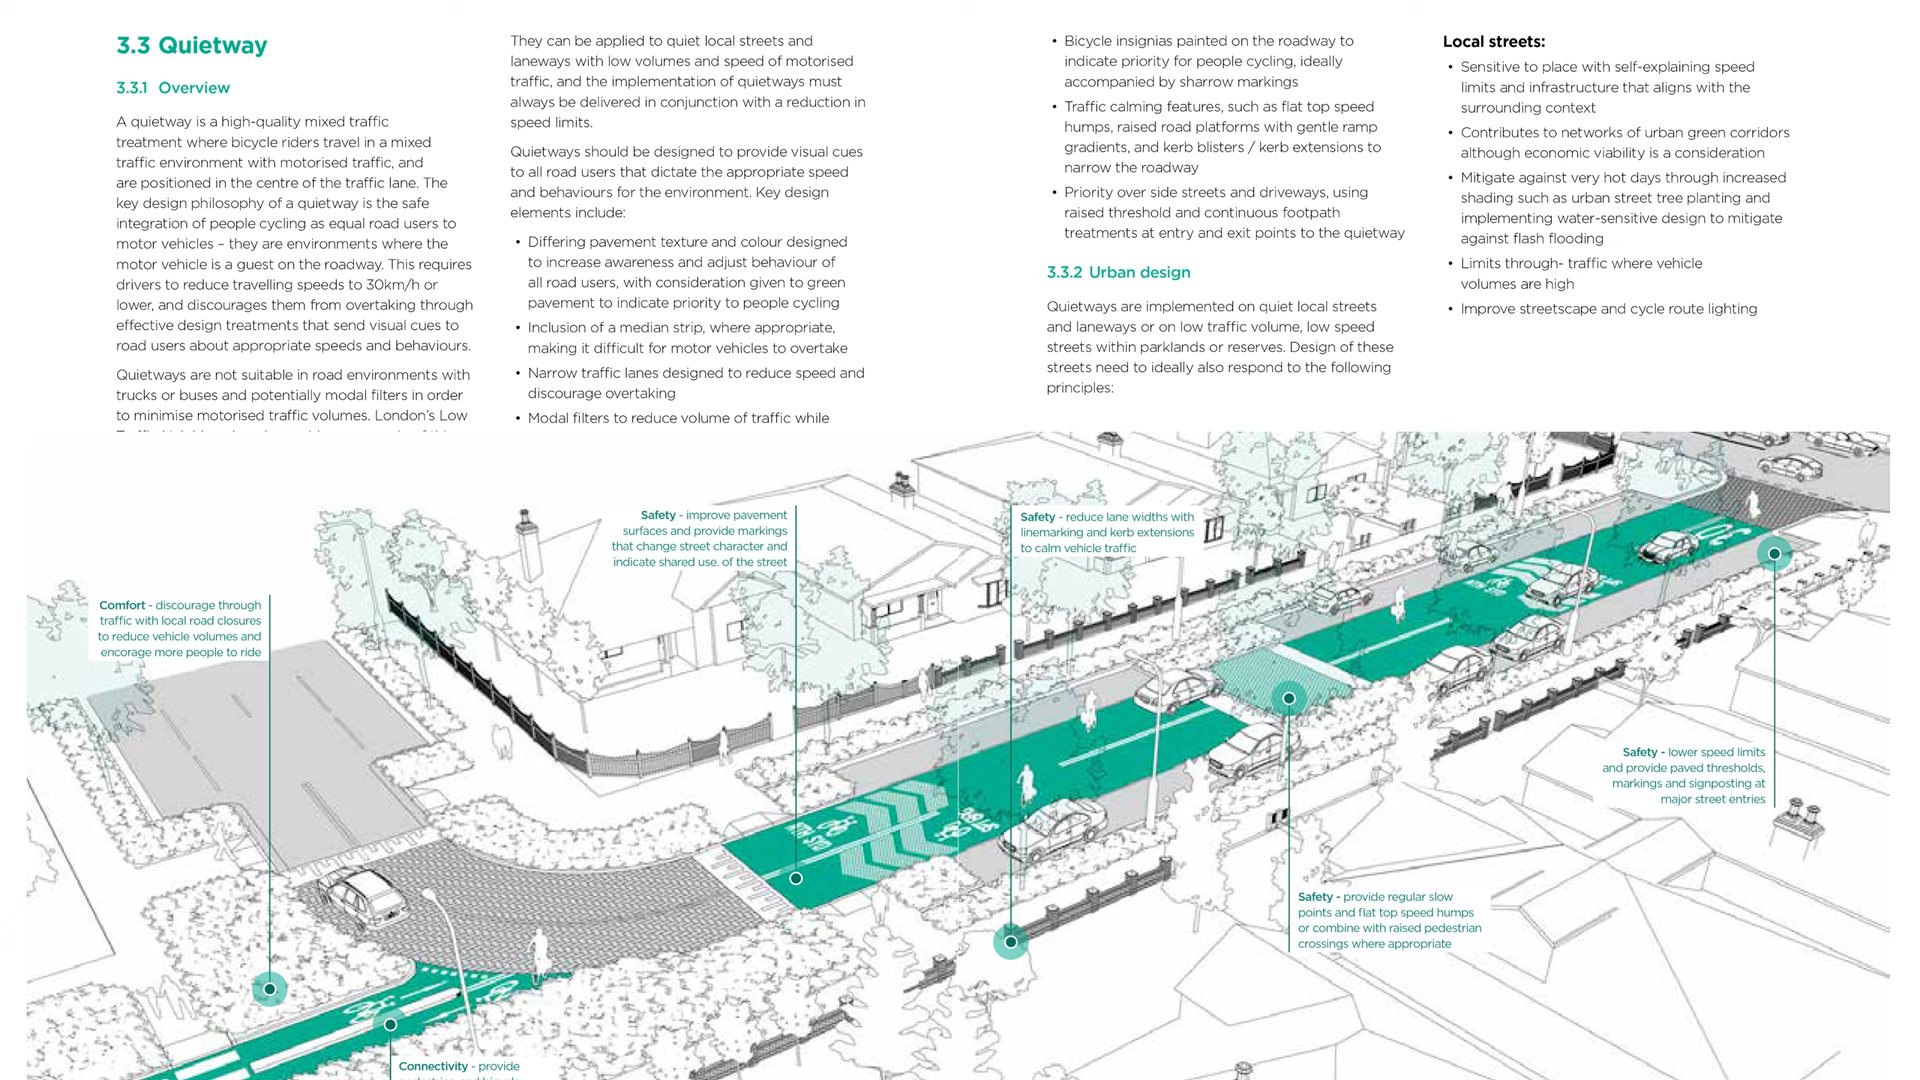 3.3 Quietway
3.3.1 Overview
A quietway is a high-quality mixed traffic
treatment where bicycle riders travel in a mixed
traffic environment with motorised traffic, and
are positioned in the centre of the traffic lane. The
key design philosophy of a quietway is the safe
integration of people cycling as equal road users to
motor vehicles – they are environments where the
motor vehicle is a guest on the roadway. This requires
drivers to reduce travelling speeds to 30km/h or
lower, and discourages them from overtaking through
effective design treatments that send visual cues to
road users about appropriate speeds and behaviours.
Quietways are not suitable in road environments with
trucks or buses and potentially modal filters in order
to minimise motorised traffic volumes. London's Low
They can be applied to quiet local streets and
laneways with low volumes and speed of motorised
traffic, and the implementation of quietways must
always be delivered in conjunction with a reduction in
speed limits.
Quietways should be designed to provide visual cues
to all road users that dictate the appropriate speed
and behaviours for the environment. Key design
elements include:
• Differing pavement texture and colour designed
to increase awareness and adjust behaviour of
all road users, with consideration given to green
pavement to indicate priority to people cycling
• Inclusion of a median strip, where appropriate,
making it difficult for motor vehicles to overtake
• Narrow traffic lanes designed to reduce speed and
discourage overtaking
• Modal filters to reduce volume of traffic while
• Bicycle insignias painted on the roadway to
indicate priority for people cycling, ideally
accompanied by sharrow markings
• Traffic calming features, such as flat top speed
humps, raised road platforms with gentle ramp
gradients, and kerb blisters / kerb extensions to
narrow the roadway
• Priority over side streets and driveways, using
raised threshold and continuous footpath
treatments at entry and exit points to the quietway
3.3.2 Urban design
Quietways are implemented on quiet local streets
and laneways or on low traffic volume, low speed
streets within parklands or reserves. Design of these
streets need to ideally also respond to the following
principles:
Local streets:
• Sensitive to place with self-explaining speed
limits and infrastructure that aligns with the
surrounding context
• Contributes to networks of urban green corridors
although economic viability is a consideration
• Mitigate against very hot days through increased
shading such as urban street tree planting and
implementing water-sensitive design to mitigate
against flash flooding
• Limits through- traffic where vehicle
volumes are high
• Improve streetscape and cycle route lighting
Comfort - discourage through
traffic with local road closures
to reduce vehicle volumes and
encorage more people to ride
Safety - improve pavement
surfaces and provide markings
that change street character and
indicate shared use. of the street
Safety - reduce lane widths with
linemarking and kerb extensions
to calm vehicle traffic
Safety - lower speed limits
and provide paved thresholds,
markings and signposting at
major street entries
Safety - provide regular slow
points and flat top speed humps
or combine with raised pedestrian
crossings where appropriate
Connectivity - provide